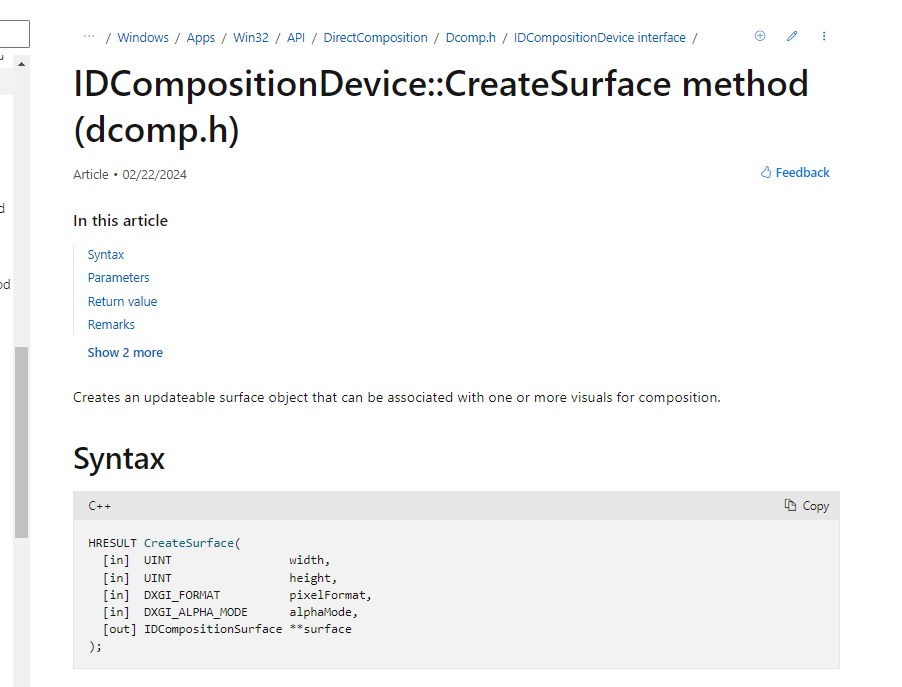 ··· / Windows / Apps / Win32 / API / DirectComposition / Dcomp.h / IDCompositionDevice interface /
IDCompositionDevice::CreateSurface method
(dcomp.h)
Article • 02/22/2024
Feedback
In this article
Syntax
Parameters
Return value
Remarks
Show 2 more
Creates an updateable surface object that can be associated with one or more visuals for composition.
Syntax
C++
Copy
HRESULT CreateSurface(
[in] UINT width,
[in] UINT height,
[in] DXGI_FORMAT pixelFormat,
[in] DXGI_ALPHA_MODE alphaMode,
[out] IDCompositionSurface **surface
);